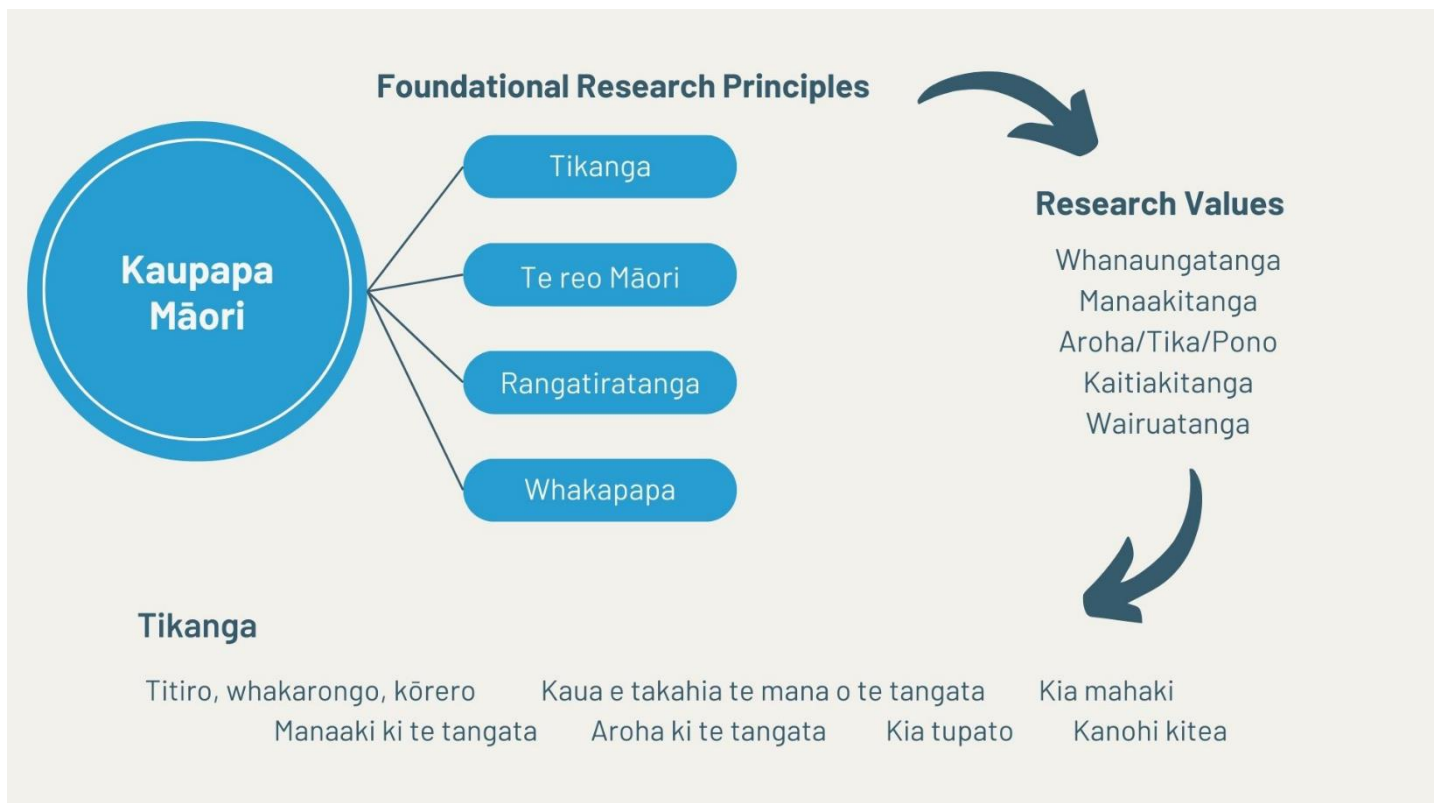 Foundational Research Principles
Kaupapa
Māori
Tikanga
Te reo Māori
Rangatiratanga
Whakapapa
Research Values
Whanaungatanga
Manaakitanga
Aroha/Tika/Pono
Kaitiakitanga
Wairuatanga
Tikanga
Titiro, whakarongo, kōrero Kaua e takahia te mana o te tangata Kia mahaki
Manaaki ki te tangata Aroha ki te tangata Kia tupato Kanohi kitea